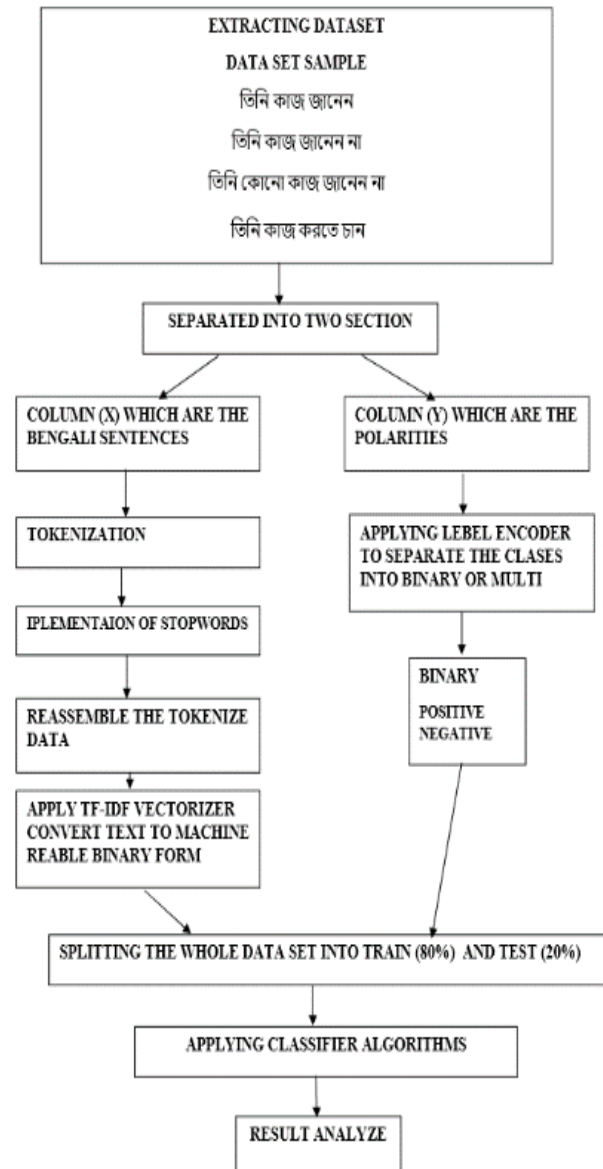 EXTRACTING DATASET
DATA SET SAMPLE
তিনি কাজ জানেন
তিনি কাজ জানেন না
তিনি কোনো কাজ জানেন না
তিনি কাজ করতে চান
SEPARATED INTO TWO SECTION
COLUMN (X) WHICH ARE THE
BENGALI SENTENCES
COLUMN (Y) WHICH ARE THE
POLARITIES
TOKENIZATION
APPLYING LEBEL ENCODER
TO SEPARATE THE CLASES
INTO BINARY OR MULTI
IPLEMENTAION OF STOPWORDS
BINARY
POSITIVE
NEGATIVE
REASSEMBLE THE TOKENIZE
DATA
APPLY TF-IDF VECTORIZER
CONVERT TEXT TO MACHINE
REABLE BINARY FORM
SPLITTING THE WHOLE DATA SET INTO TRAIN (80%) AND TEST (20%)
APPLYING CLASSIFIER ALGORITHMS
RESULT ANALYZE